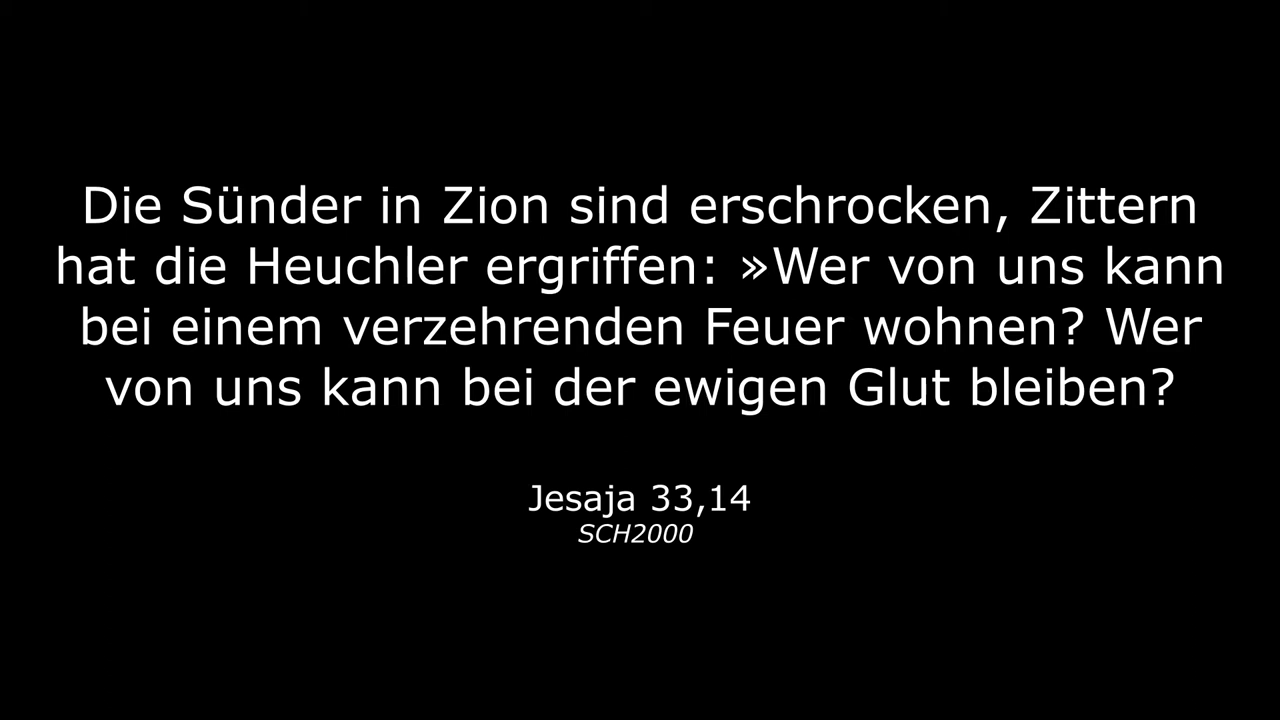 Die Sünder in Zion sind erschrocken, Zittern
hat die Heuchler ergriffen: »Wer von uns kann
bei einem verzehrenden Feuer wohnen? Wer
von uns kann bei der ewigen Glut bleiben?
Jesaja 33,14
SCH2000